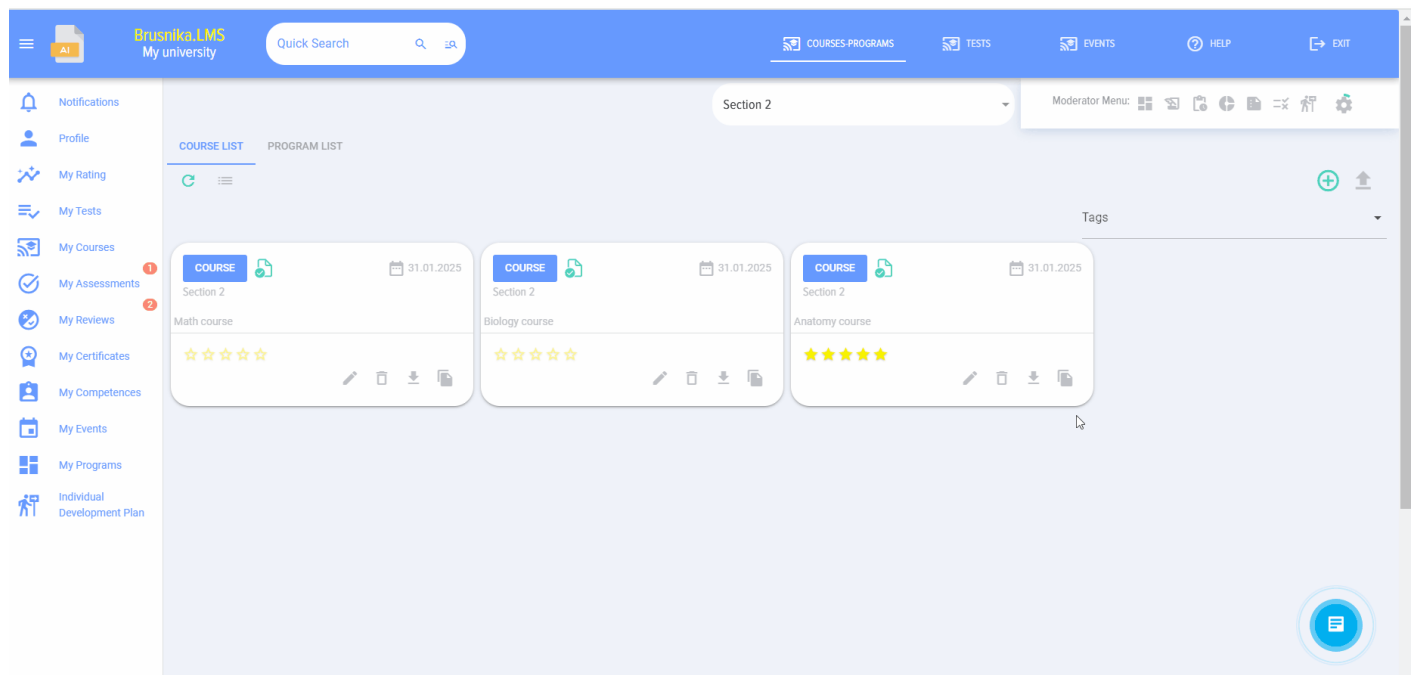 AI
Brusnika.LMS
My university
Quick Search
COURSES-PROGRAMS
TESTS
EVENTS
HELP
EXIT
Notifications
Profile
My Rating
My Tests
My Courses
1
My Assessments
2
My Reviews
My Certificates
My Competences
My Events
My Programs
Individual
Development Plan
Section 2
Moderator Menu:
COURSE LIST
PROGRAM LIST
Tags
COURSE
31.01.2025
Section 2
Math course
COURSE
31.01.2025
Section 2
Biology course
COURSE
31.01.2025
Section 2
Anatomy course